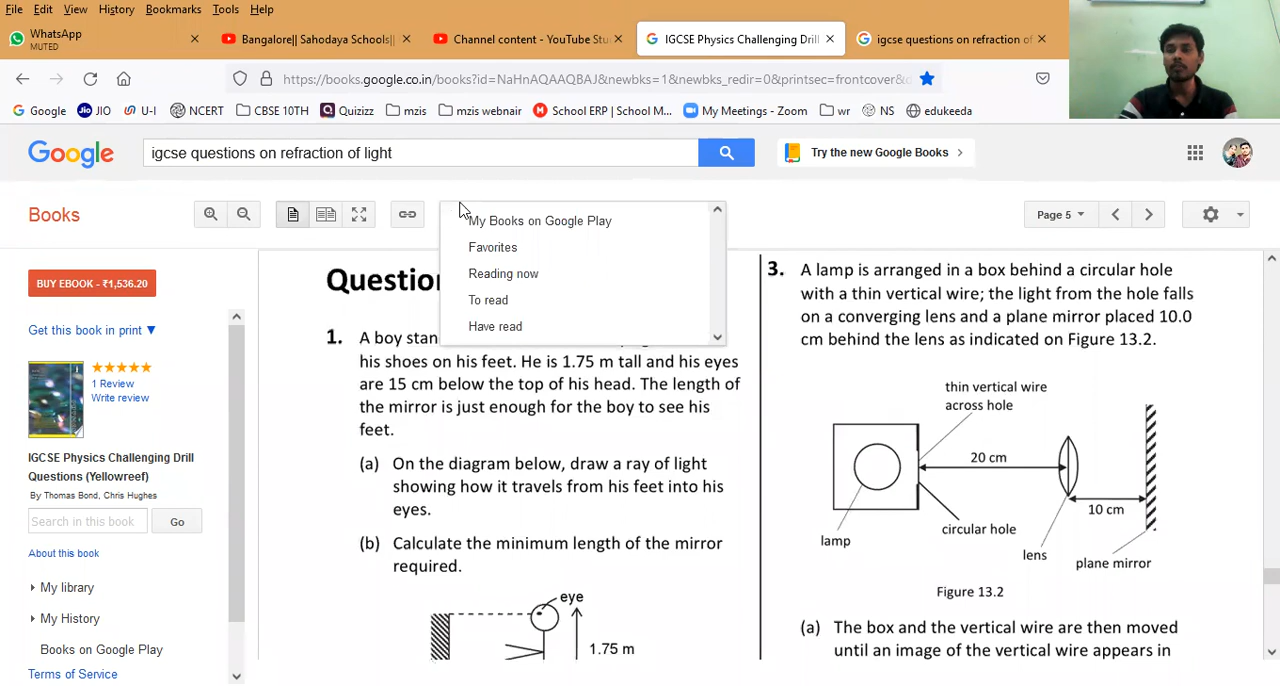 File Edit View History Bookmarks Tools Help
WhatsApp
MUTED
Bangalore|| Sahodaya Schools||
Channel content - YouTube Stu
IGCSE Physics Challenging Drill
igcse questions on refraction of
https://books.google.co.in/books?id=NaHnAQAAQBAJ&newbks=1&newbks_redir=0&printsec=frontcover&
Google JIO U-I NCERT CBSE 10TH Quizizz mzis mzis webnair School ERP | School M... My Meetings - Zoom wr NS edukeeda
Google
igcse questions on refraction of light
Try the new Google Books
Books
Page 5
My Books on Google Play
Favorites
Reading now
To read
Have read
BUY EBOOK - ₹1,536.20
Get this book in print ▼
1 Review
Write review
IGCSE Physics Challenging Drill
Questions (Yellowreef)
By Thomas Bond, Chris Hughes
Search in this book
Go
About this book
My library
My History
Books on Google Play
Terms of Service
Question
1. A boy stan
his shoes on his feet. He is 1.75 m tall and his eyes
are 15 cm below the top of his head. The length of
the mirror is just enough for the boy to see his
feet.
(a) On the diagram below, draw a ray of light
showing how it travels from his feet into his
eyes.
(b) Calculate the minimum length of the mirror
required.
eye
1.75 m
3. A lamp is arranged in a box behind a circular hole
with a thin vertical wire; the light from the hole falls
on a converging lens and a plane mirror placed 10.0
cm behind the lens as indicated on Figure 13.2.
thin vertical wire
across hole
20 cm
10 cm
circular hole
lamp
lens
plane mirror
Figure 13.2
(a) The box and the vertical wire are then moved
until an image of the vertical wire appears in